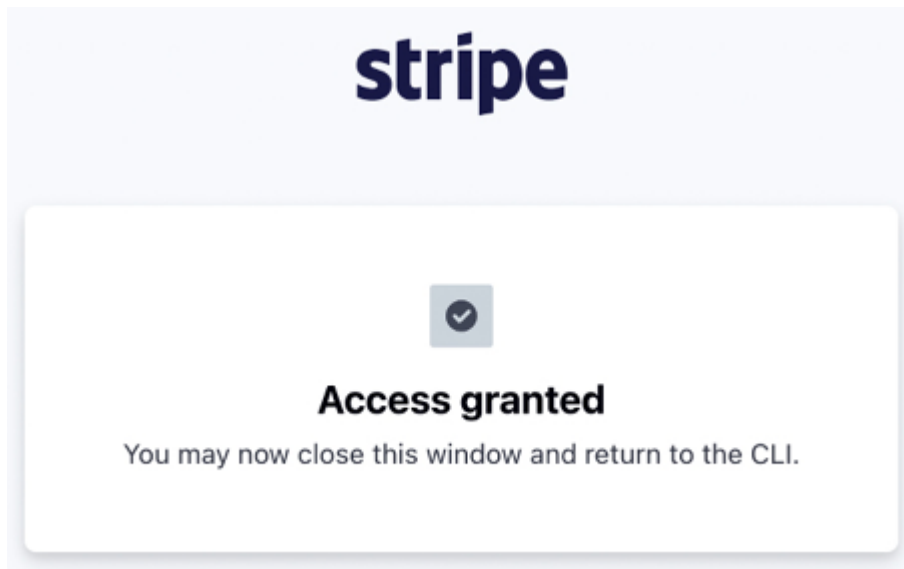 stripe
Access granted
You may now close this window and return to the CLI.